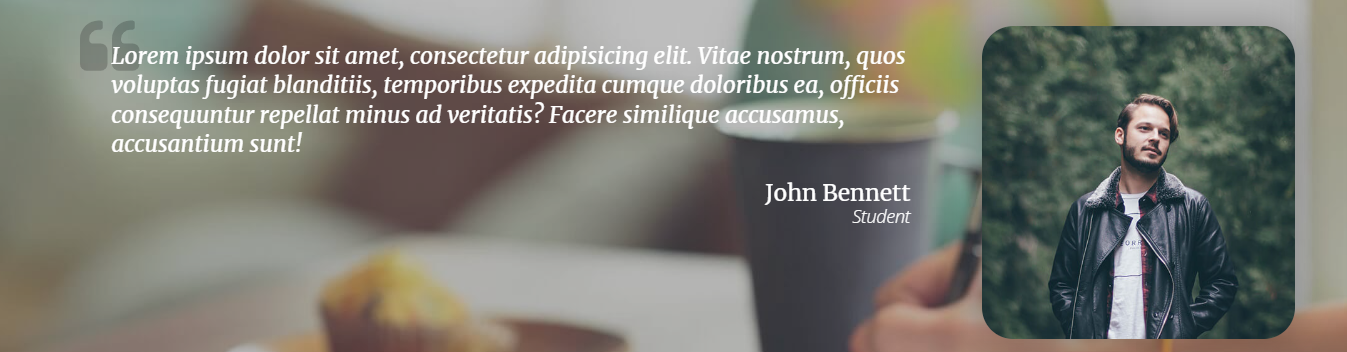 Lorem ipsum dolor sit amet, consectetur adipisicing elit. Vitae nostrum, quos
voluptas fugiat blanditiis, temporibus expedita cumque doloribus ea, officiis
consequuntur repellat minus ad veritatis? Facere similique accusamus,
accusantium sunt!
John Bennett
Student